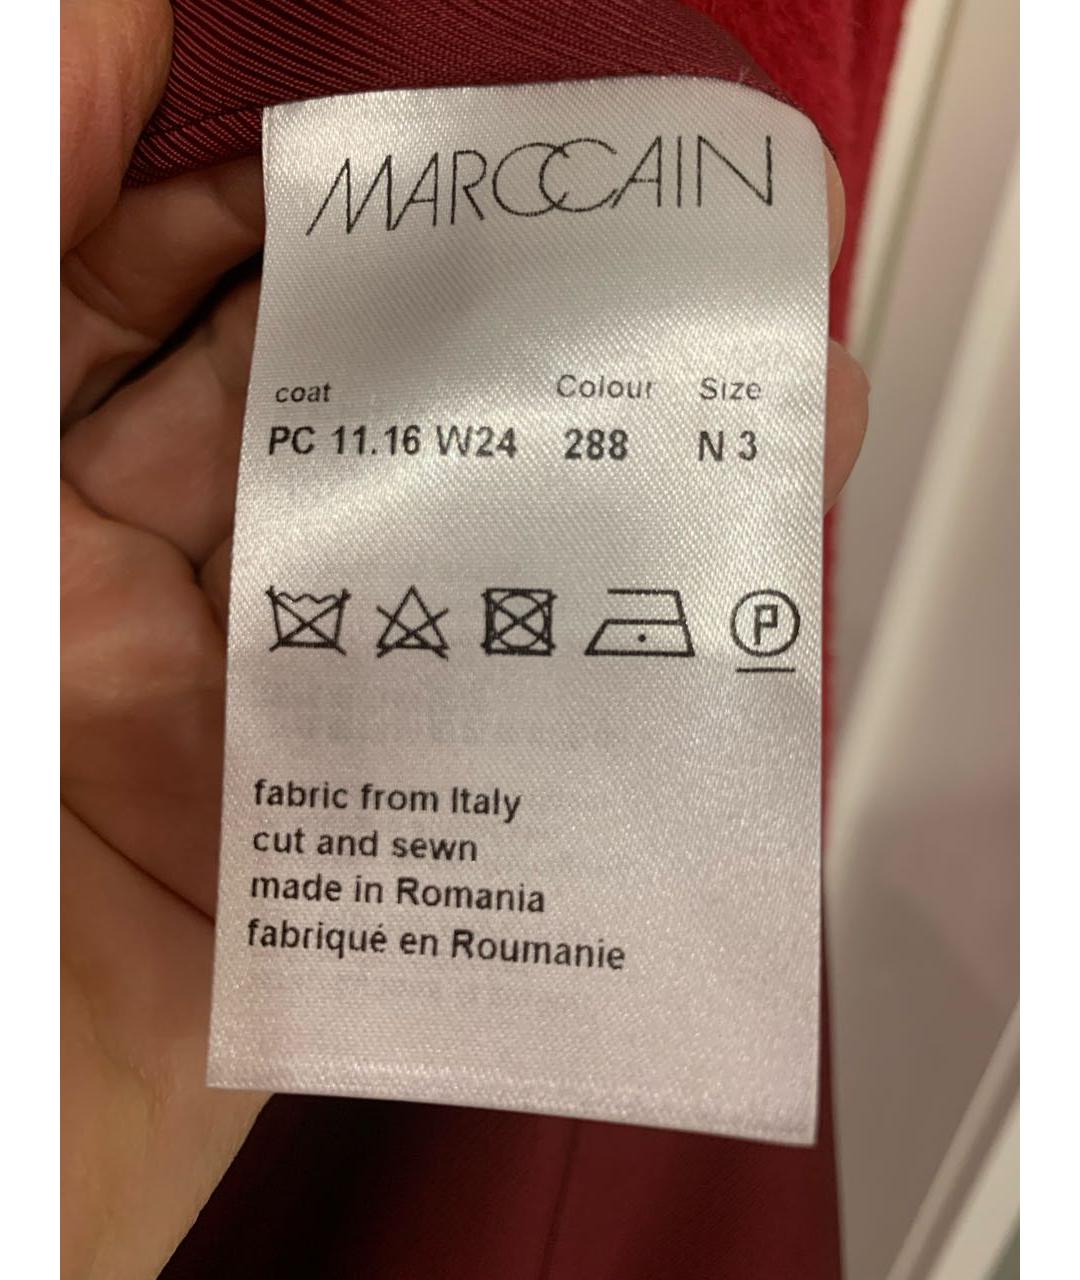 MARCCAIN
coat Colour Size
PC 11.16 W24 288 N 3
P
fabric from Italy
cut and sewn
made in Romania
fabriqué en Roumanie